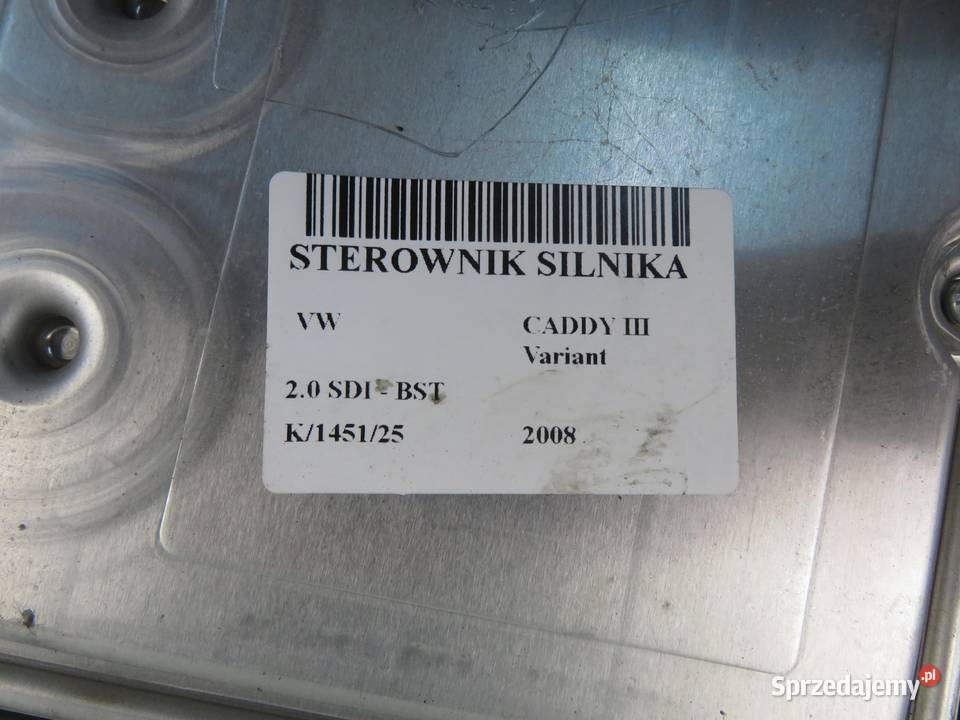 STEROWNIK SILNIKA
VW CADDY III
Variant
2.0 SDI - BST
K/1451/25 2008
Sprzedajemy.pl